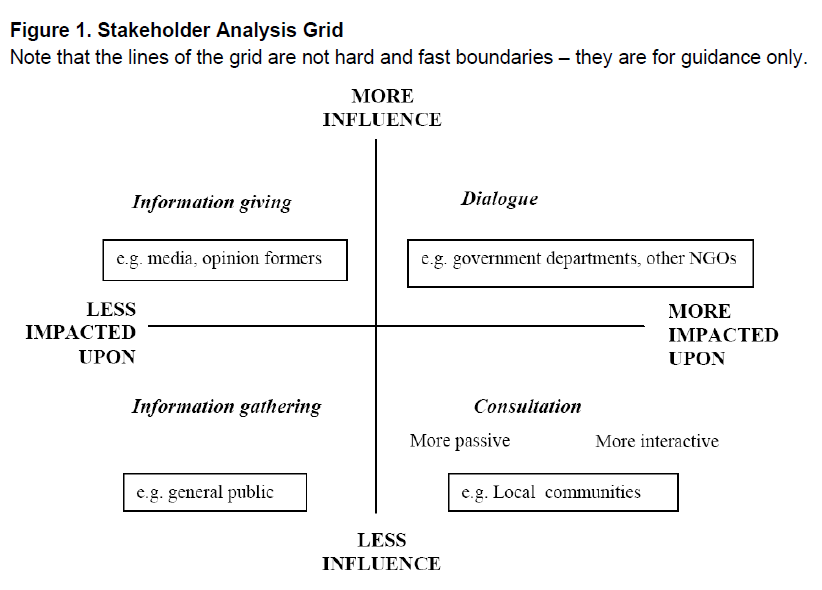 Figure 1. Stakeholder Analysis Grid
Note that the lines of the grid are not hard and fast boundaries – they are for guidance only.
MORE
INFLUENCE
Information giving
Dialogue
e.g. media, opinion formers
e.g. government departments, other NGOs
LESS
IMPACTED
UPON
MORE
IMPACTED
UPON
Information gathering
Consultation
More passive
More interactive
e.g. general public
e.g. Local communities
LESS
INFLUENCE